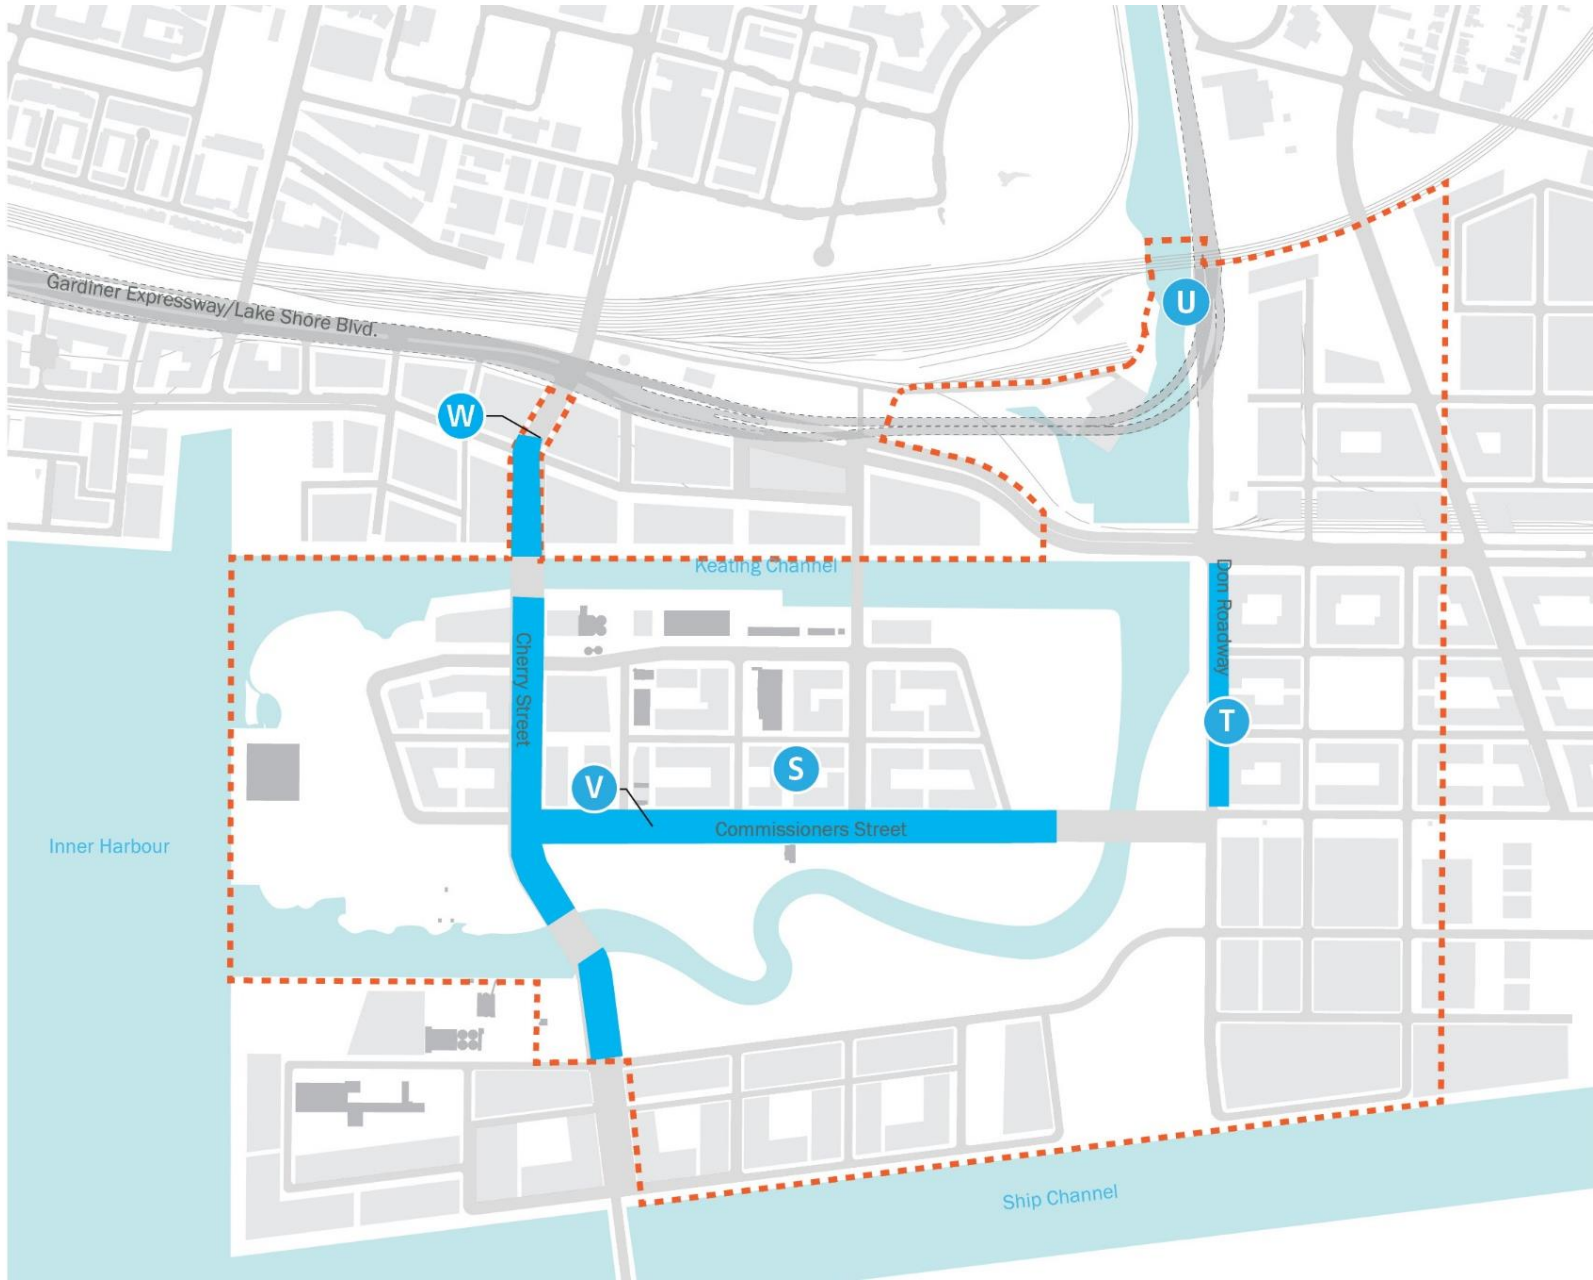 U
Gardiner Expressway/Lake Shore Blvd.
W
Keating Channel
Don Roadway
Cherry Street
T
S
V
Commissioners Street
Inner Harbour
Ship Channel